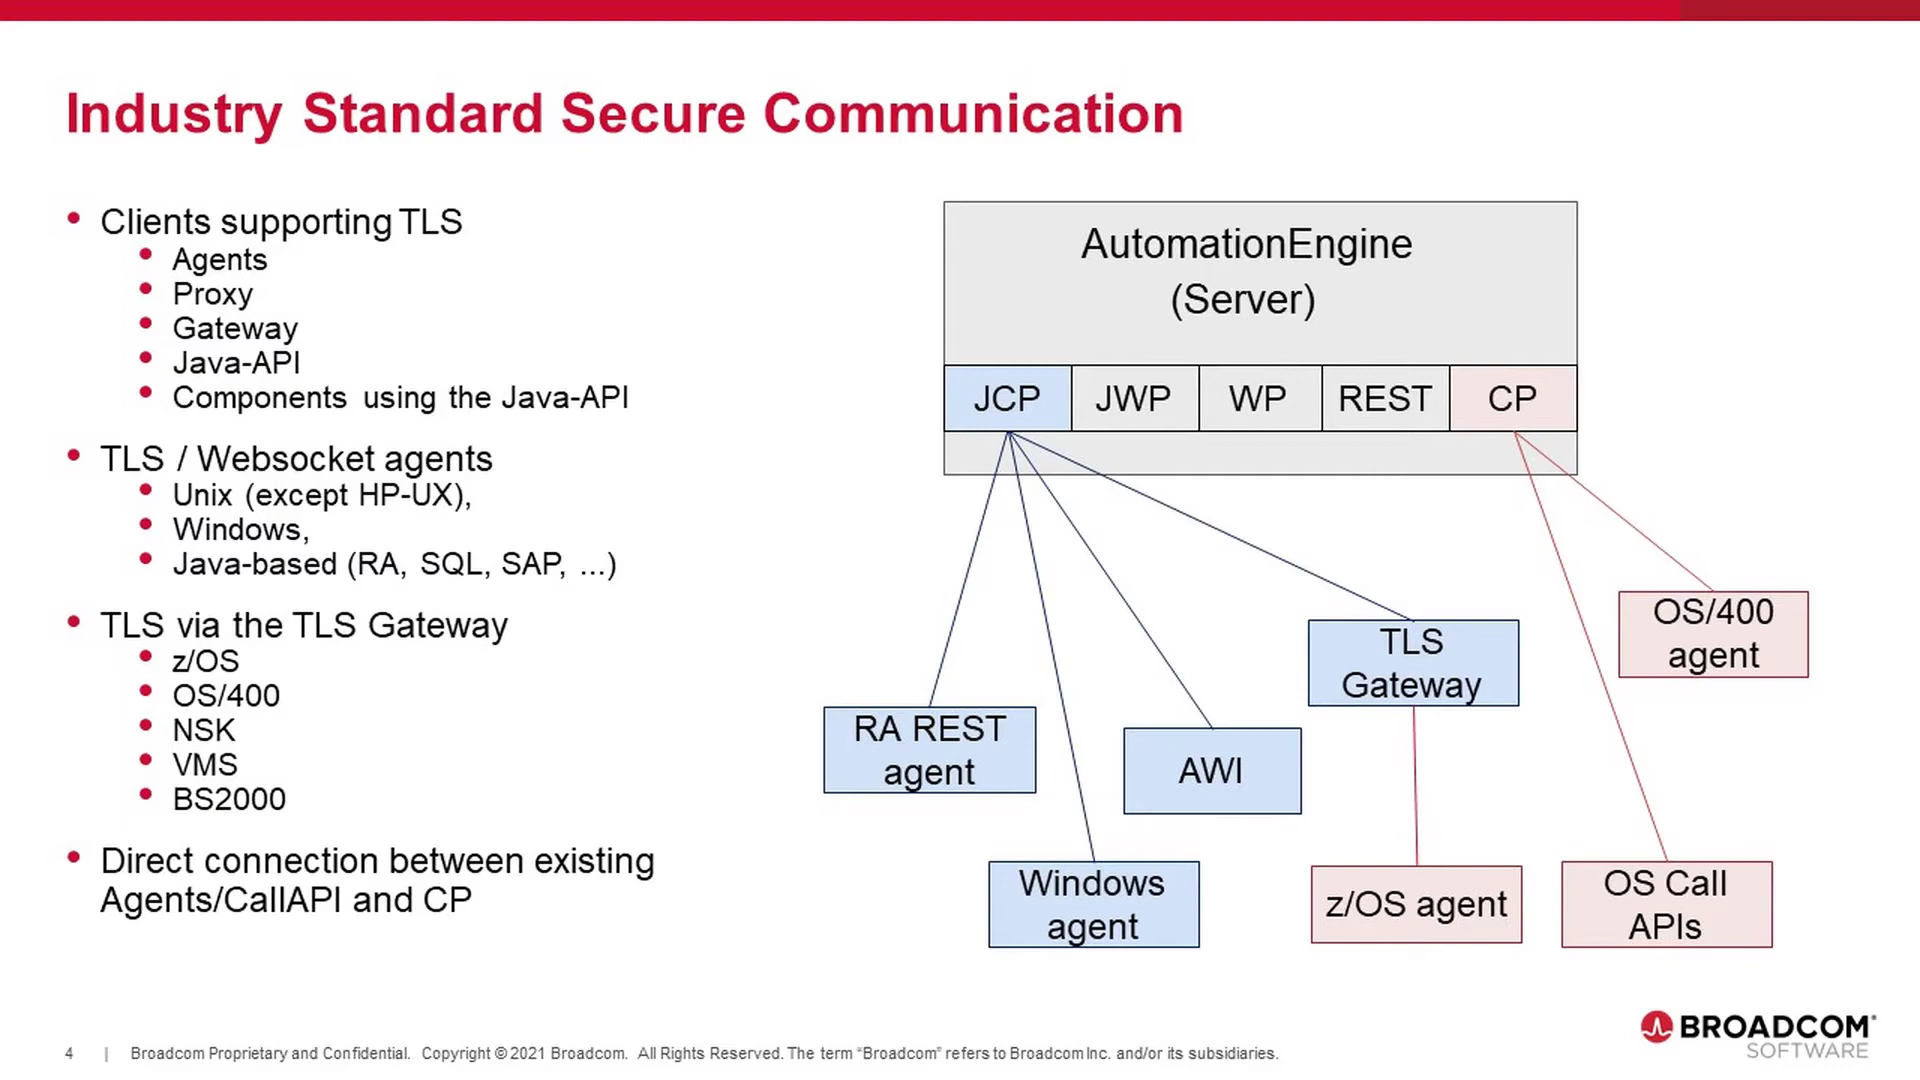 Industry Standard Secure Communication
• Clients supporting TLS
• Agents
• Proxy
• Gateway
• Java-API
• Components using the Java-API
• TLS / Websocket agents
• Unix (except HP-UX),
• Windows,
• Java-based (RA, SQL, SAP, ...)
• TLS via the TLS Gateway
• z/OS
• OS/400
• NSK
• VMS
• BS2000
• Direct connection between existing
Agents/CallAPI and CP
AutomationEngine
(Server)
JCP JWP WP REST CP
OS/400
agent
TLS
Gateway
RA REST
agent
AWI
Windows
agent
z/OS agent
OS Call
APIs
BROADCOM®
SOFTWARE
4 | Broadcom Proprietary and Confidential. Copyright © 2021 Broadcom. All Rights Reserved. The term “Broadcom” refers to Broadcom Inc. and/or its subsidiaries.